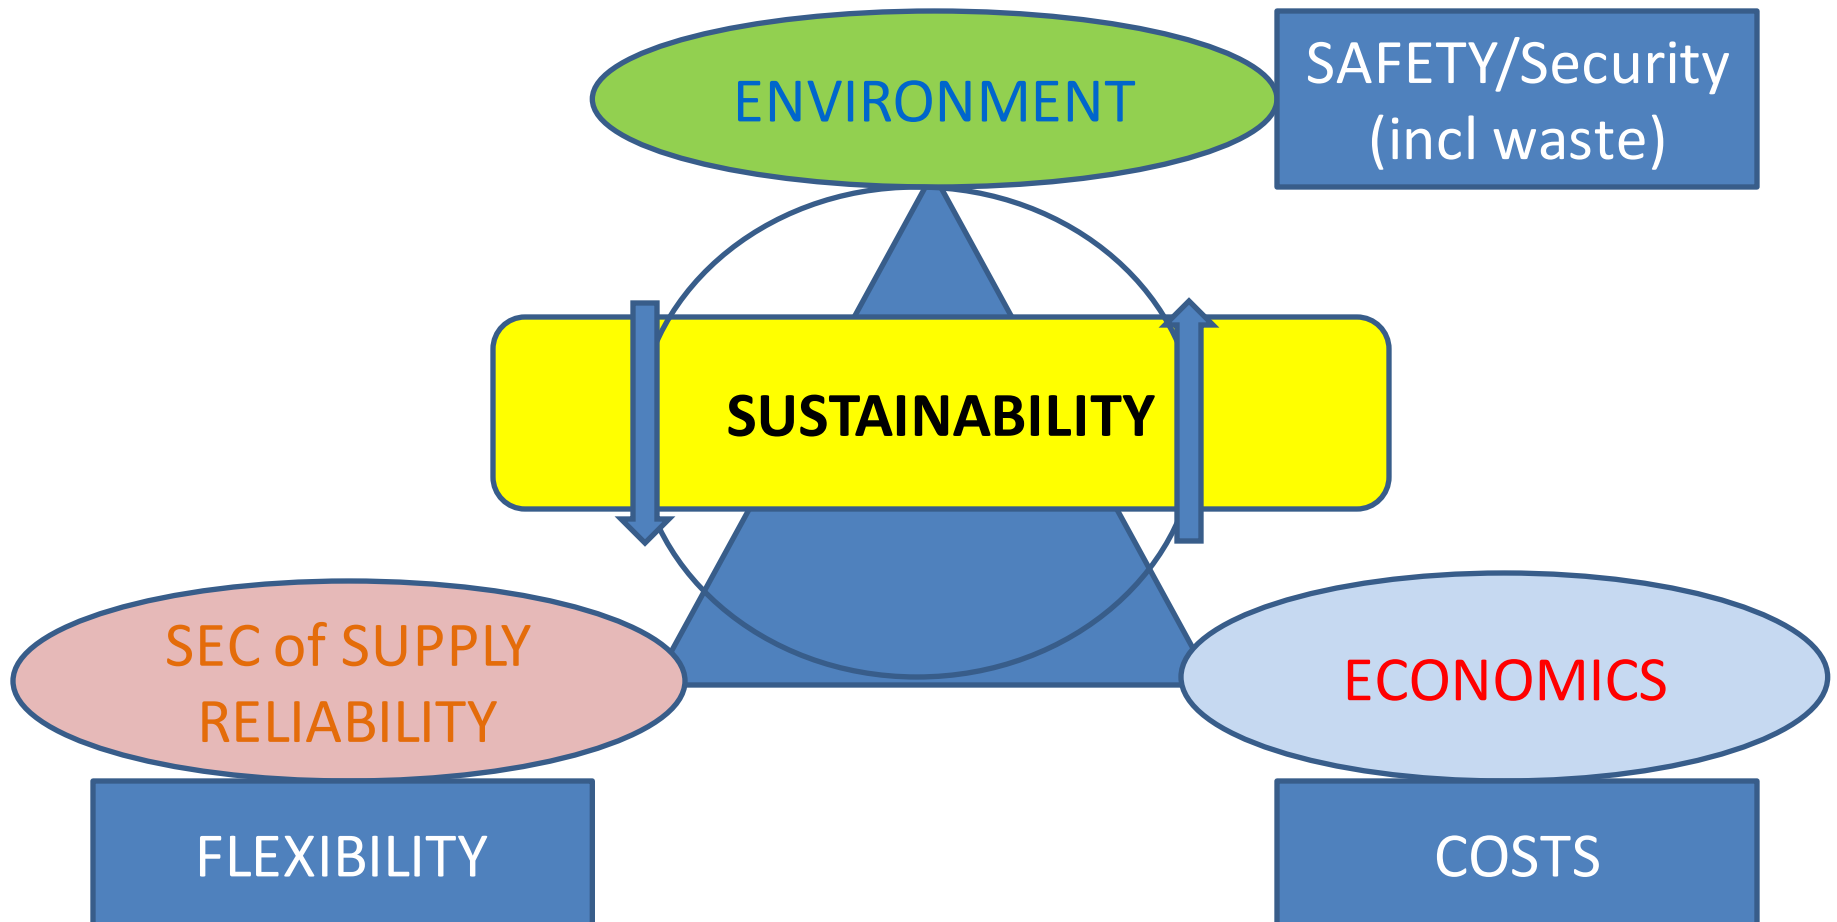 ENVIRONMENT
SAFETY/Security
(incl waste)
SUSTAINABILITY
SEC of SUPPLY
RELIABILITY
ECONOMICS
FLEXIBILITY
COSTS